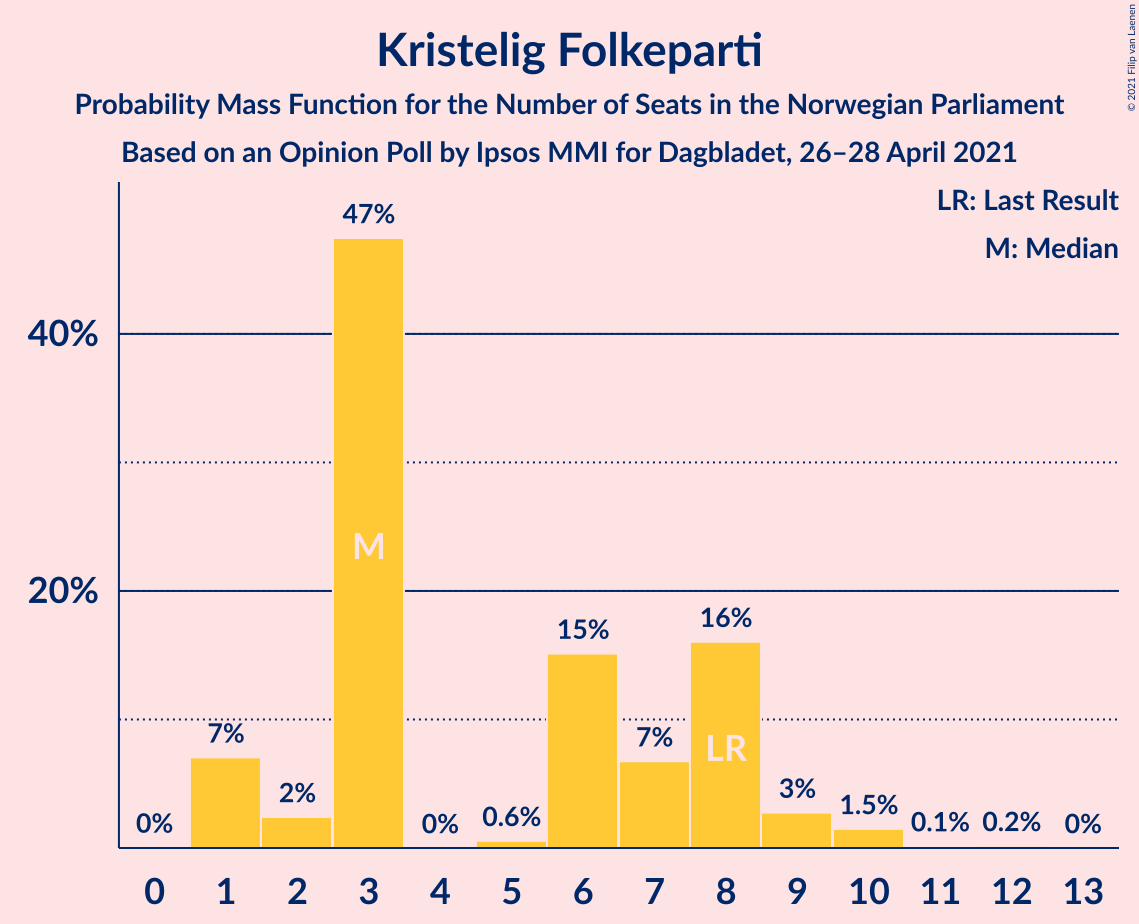 Kristelig Folkeparti
Probability Mass Function for the Number of Seats in the Norwegian Parliament
Based on an Opinion Poll by Ipsos MMI for Dagbladet, 26–28 April 2021
© 2021 Filip van Laenen
LR: Last Result
M: Median
47%
40%
M
20%
16%
15%
7%
7%
LR
3%
2%
1.5%
0%
0%
0.6%
0.1%
0.2%
0%
0 1 2 3 4 5 6 7 8 9 10 11 12 13